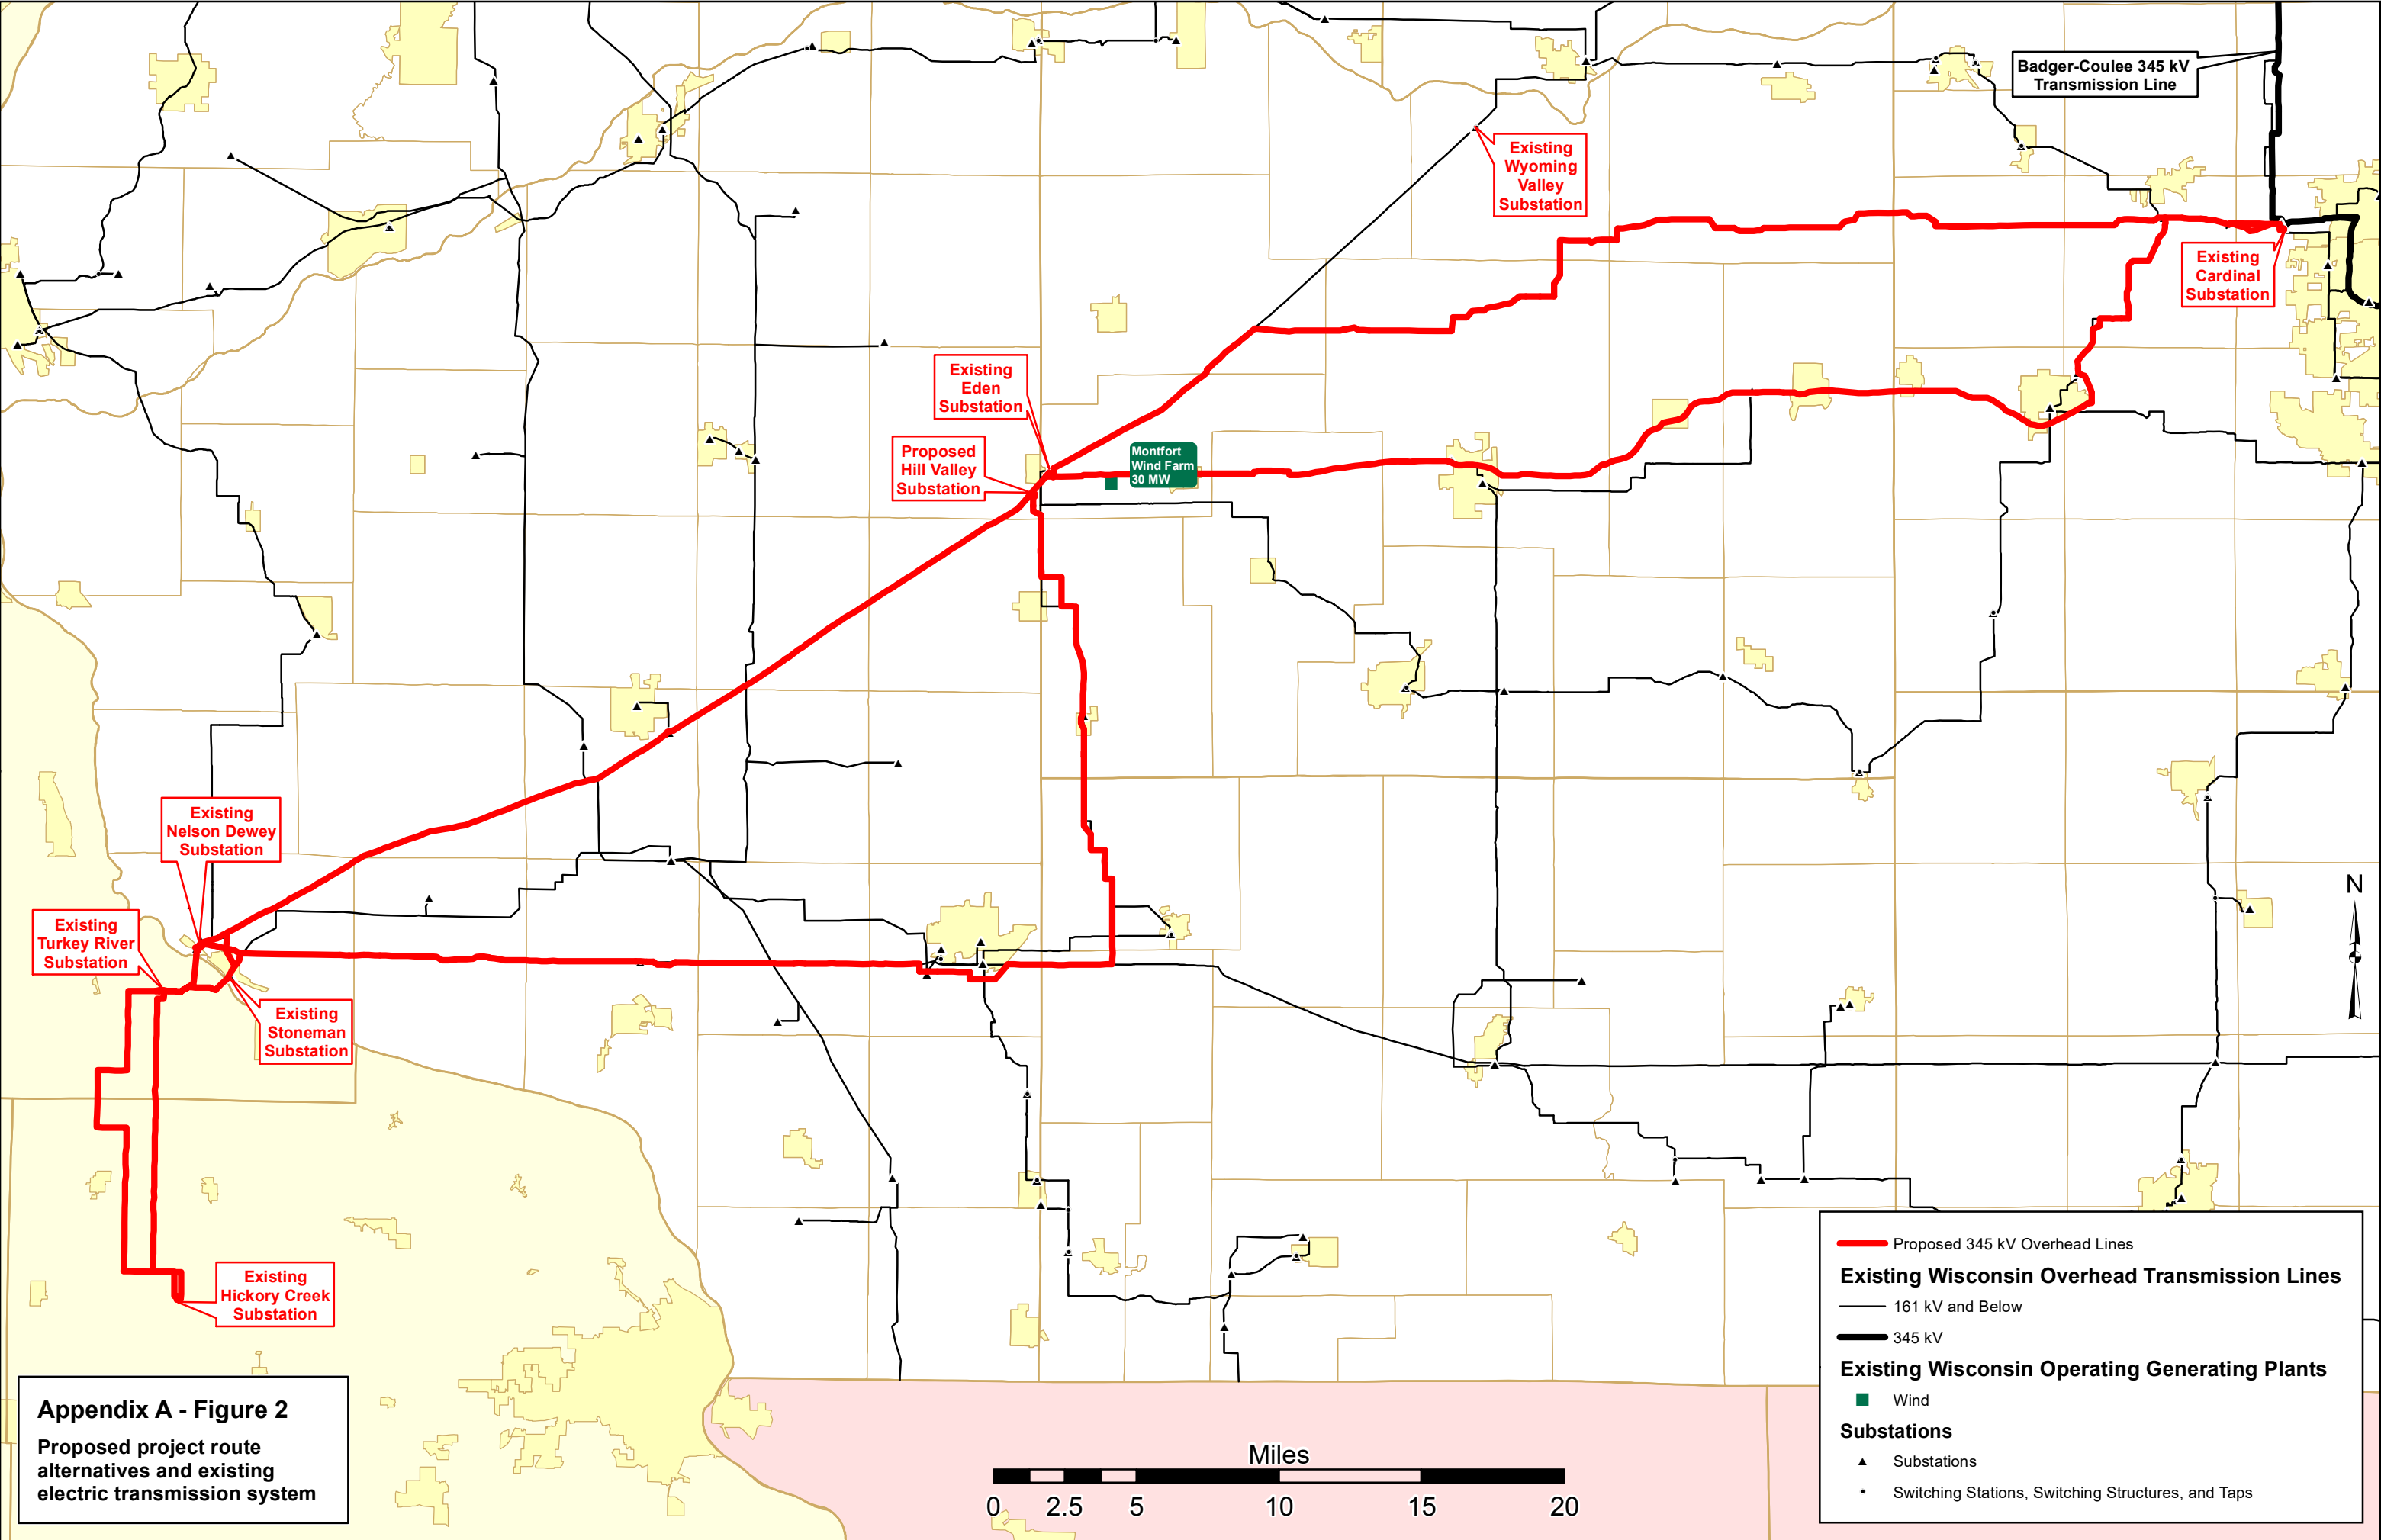 Badger-Coulee 345 kV
Transmission Line
Existing
Wyoming
Valley
Substation
Existing
Cardinal
Substation
Existing
Eden
Substation
Proposed
Hill Valley
Substation
Montfort
Wind Farm
30 MW
Existing
Nelson Dewey
Substation
Existing
Turkey River
Substation
Existing
Stoneman
Substation
Existing
Hickory Creek
Substation
N
Appendix A - Figure 2
Proposed project route
alternatives and existing
electric transmission system
Miles
0 2.5 5 10 15 20
Proposed 345 kV Overhead Lines
Existing Wisconsin Overhead Transmission Lines
161 kV and Below
345 kV
Existing Wisconsin Operating Generating Plants
Wind
Substations
Substations
Switching Stations, Switching Structures, and Taps